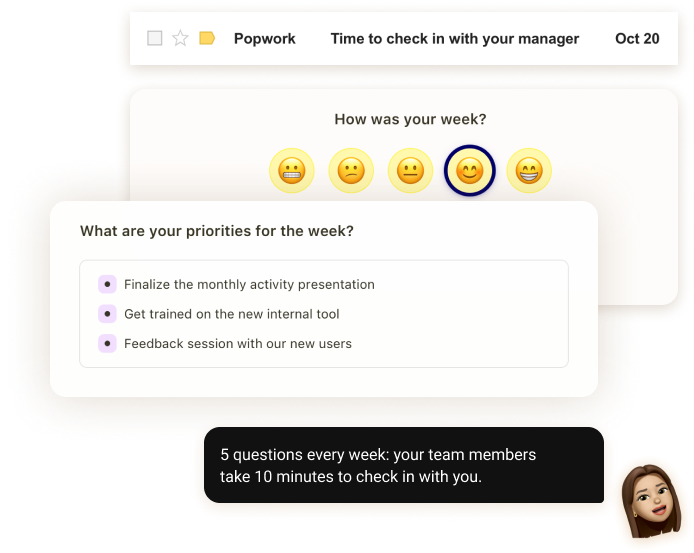 Popwork Time to check in with your manager Oct 20
How was your week?
What are your priorities for the week?
Finalize the monthly activity presentation
Get trained on the new internal tool
Feedback session with our new users
5 questions every week: your team members
take 10 minutes to check in with you.